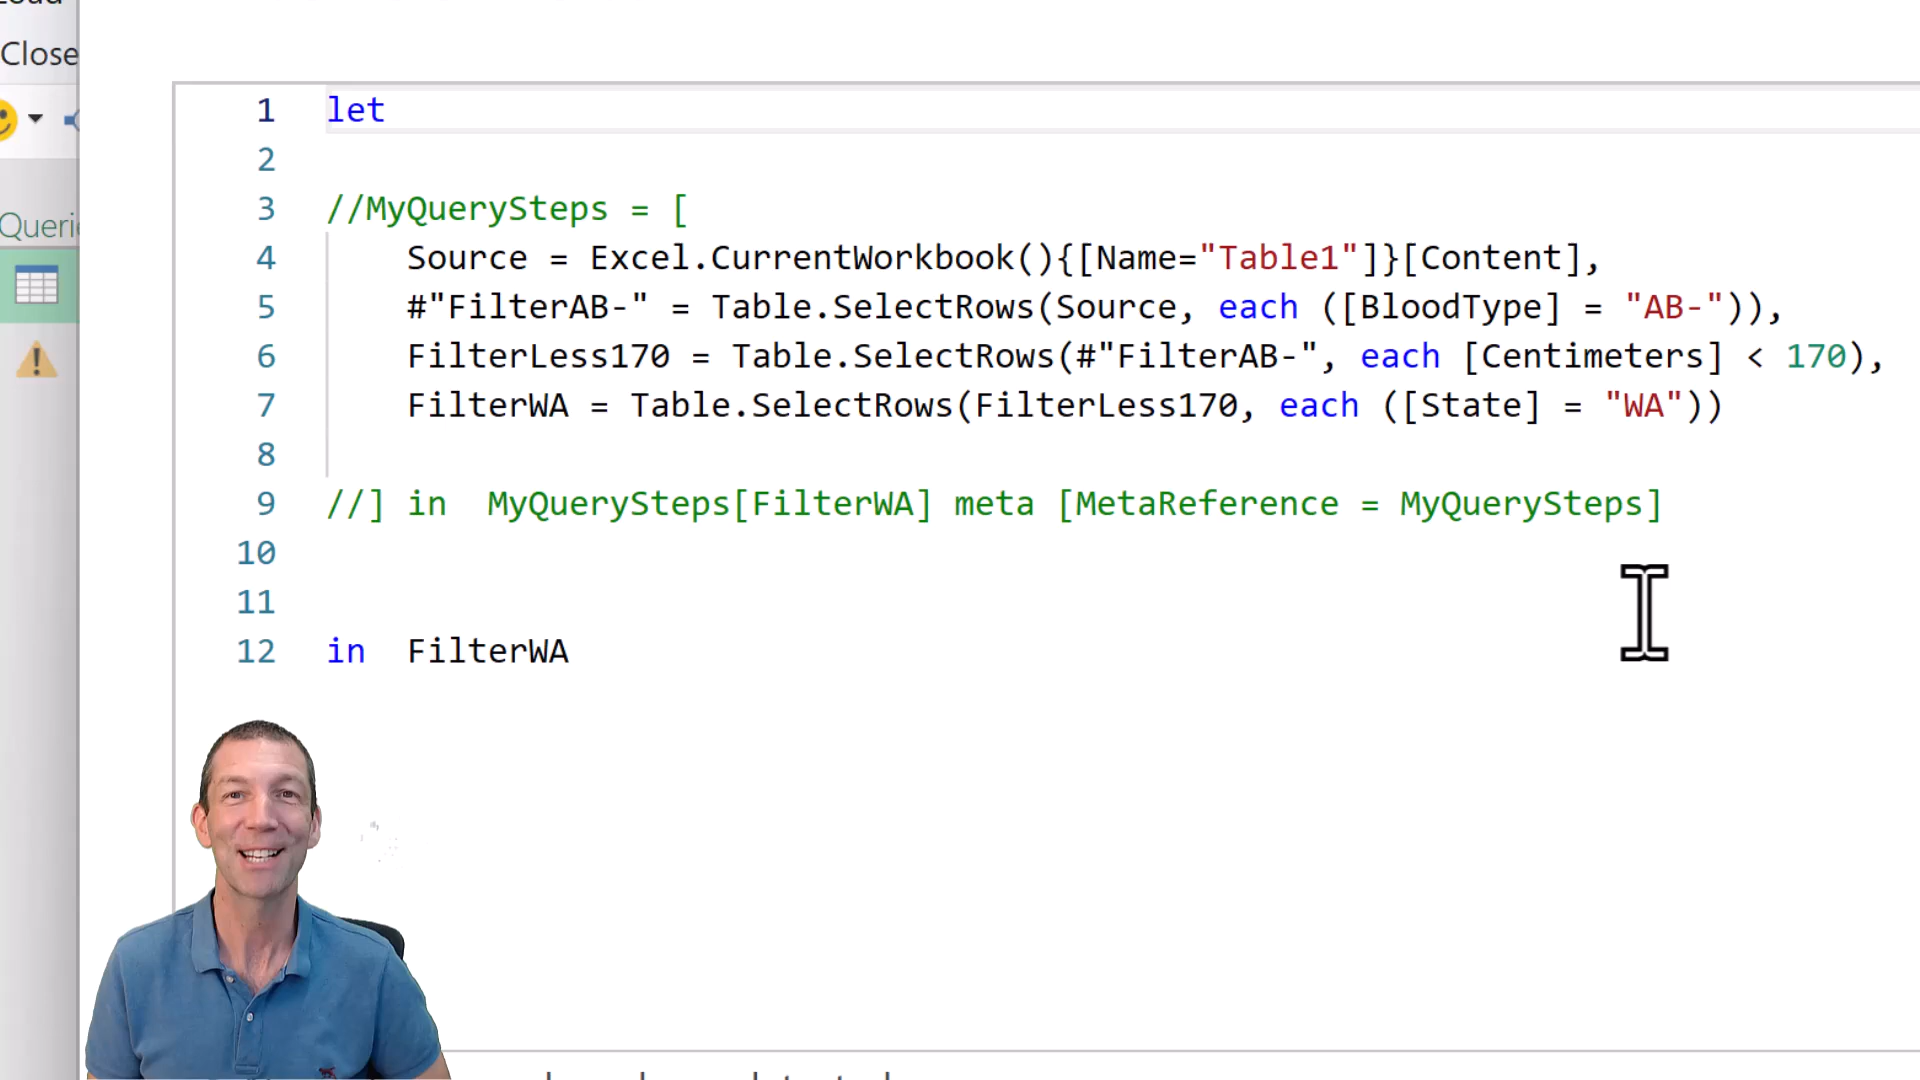 Close
Queri
1 let
2
3 //MyQuerySteps = [
4 Source = Excel.CurrentWorkbook(){[Name="Table1"]}[Content],
5 #"FilterAB-" = Table.SelectRows(Source, each ([BloodType] = "AB-")),
6 FilterLess170 = Table.SelectRows(#"FilterAB-", each [Centimeters] < 170),
7 FilterWA = Table.SelectRows(FilterLess170, each ([State] = "WA"))
8
9 //] in MyQuerySteps[FilterWA] meta [MetaReference = MyQuerySteps]
10
11
12 in FilterWA